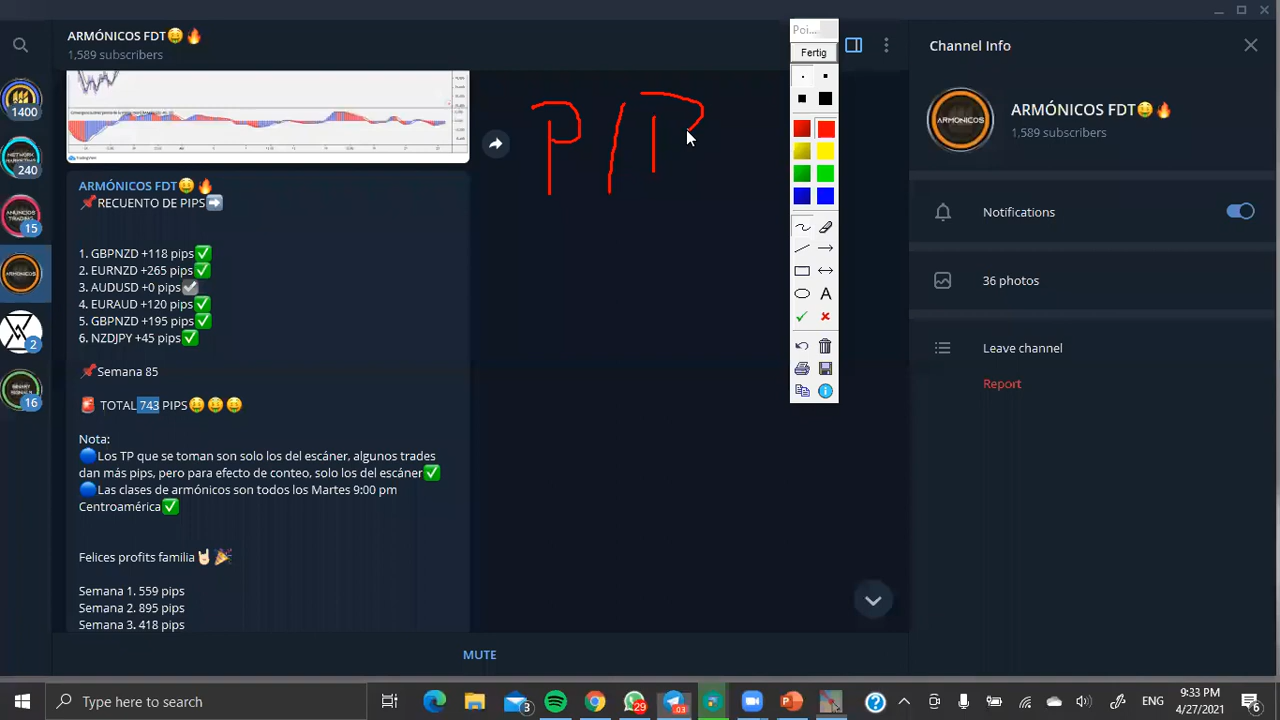 ARMÓNICOS FDT🤑🔥
1,589 subscribers
Fertig
Channel Info
ARMÓNICOS FDT🤑
1,589 subscribers
Notifications
36 photos
Leave channel
Report
1440
240
15
2
16
P/P
ARMÓNICOS FDT🤑🔥
📌RECUENTO DE PIPS➡️
1. GBPUSD +118 pips✅
2. EURNZD +265 pips✅
3. AUDUSD +0 pips✅
4. EURAUD +120 pips✅
6. NZDJPY +45 pips✅
📌 Semana 85
TOTAL 743 PIPS🤑🤑🤑
Nota:
🔵Los TP que se toman son solo los del escáner, algunos trades
dan más pips, pero para efecto de conteo, solo los del escáner✅
🔵Las clases de armónicos son todos los Martes 9:00 pm
Centroamérica✅
Felices profits familia🤘🏻🎉
Semana 1. 559 pips
Semana 2. 895 pips
Semana 3. 418 pips
MUTE
Type here to search
3
29
ENG
9:33 PM
4/27/2021
6